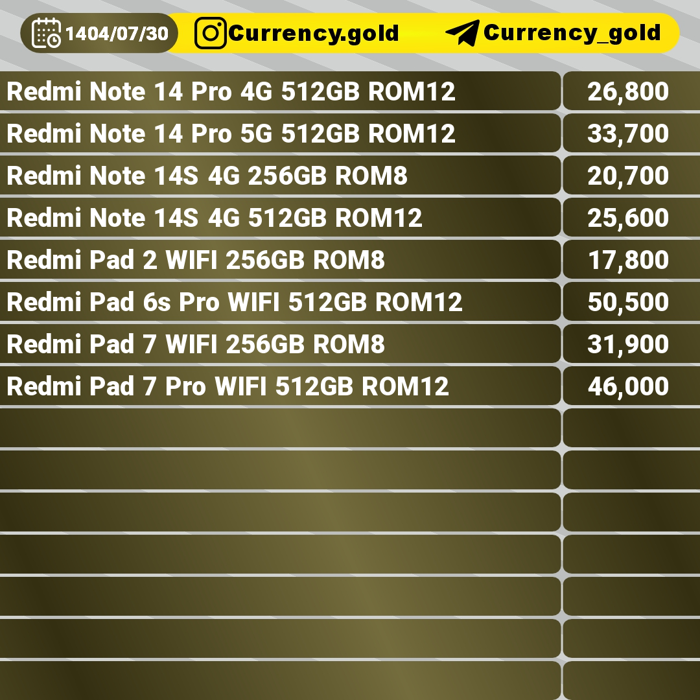 1404/07/30 Currency.gold Currency_gold
Redmi Note 14 Pro 4G 512GB ROM12 26,800
Redmi Note 14 Pro 5G 512GB ROM12 33,700
Redmi Note 14S 4G 256GB ROM8 20,700
Redmi Note 14S 4G 512GB ROM12 25,600
Redmi Pad 2 WIFI 256GB ROM8 17,800
Redmi Pad 6s Pro WIFI 512GB ROM12 50,500
Redmi Pad 7 WIFI 256GB ROM8 31,900
Redmi Pad 7 Pro WIFI 512GB ROM12 46,000